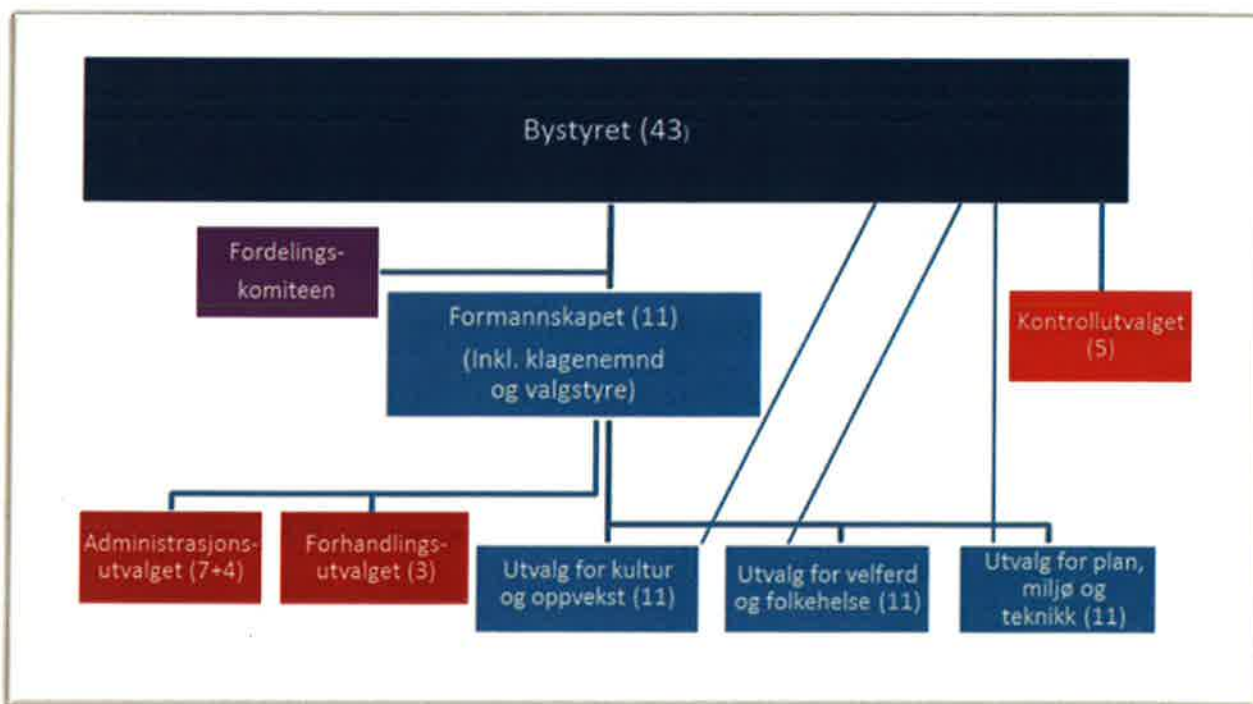 Bystyret (43)
Fordelings-
komiteen
Formannskapet (11)
(Inkl. klagenemnd
og valgstyre)
Kontrollutvalget
(5)
Administrasjons-
utvalget (7+4)
Forhandlings-
utvalget (3)
Utvalg for kultur
og oppvekst (11)
Utvalg for velferd
og folkehelse (11)
Utvalg for plan,
miljø og
teknikk (11)